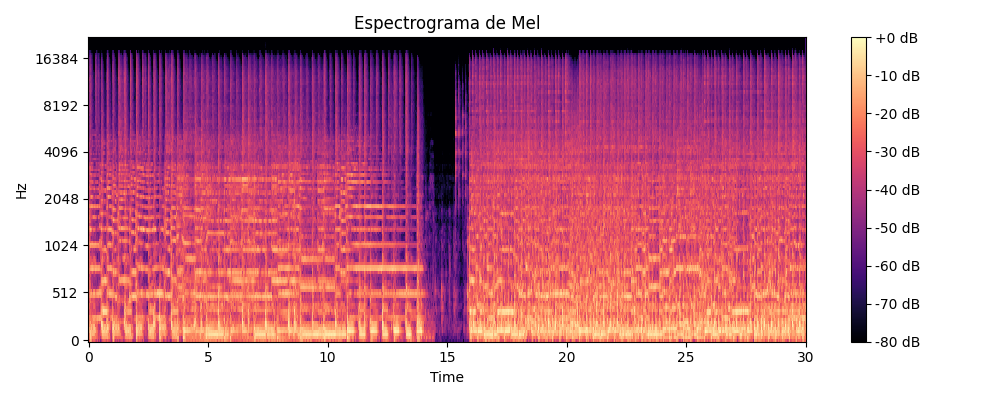 Espectrograma de Mel
Hz
16384
8192
4096
2048
1024
512
0
0 5 10 15 20 25 30
Time
+0 dB
-10 dB
-20 dB
-30 dB
-40 dB
-50 dB
-60 dB
-70 dB
-80 dB